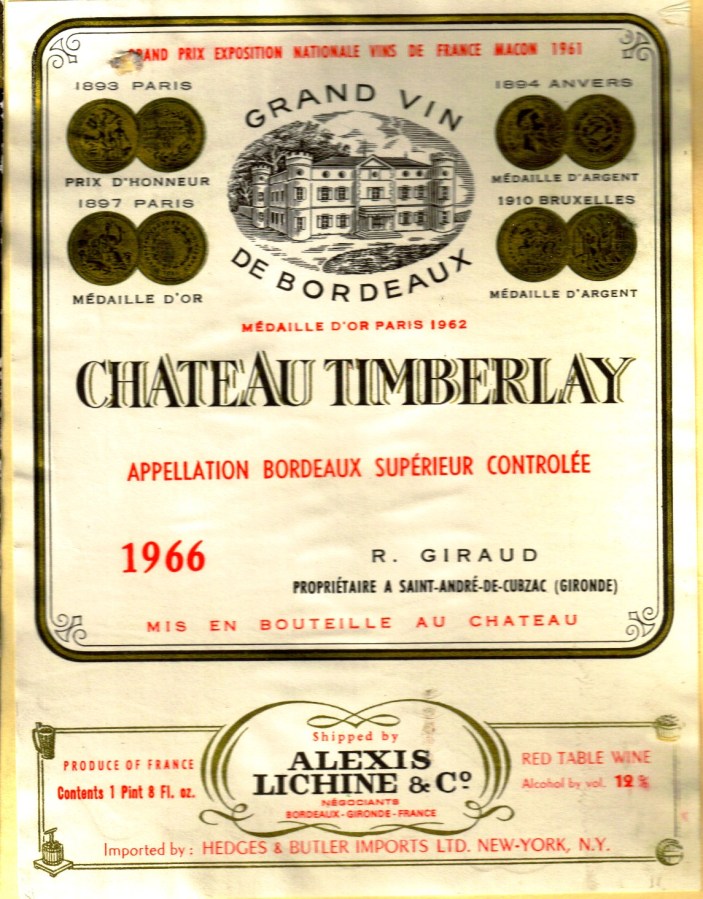 GRAND PRIX EXPOSITION NATIONALE VINS DE FRANCE MACON 1961
1893 PARIS
PRIX D'HONNEUR
1897 PARIS
MÉDAILLE D'OR
GRAND VIN
DE BORDEAUX
1894 ANVERS
MÉDAILLE D'ARGENT
1910 BRUXELLES
MÉDAILLE D'ARGENT
MÉDAILLE D'OR PARIS 1962
CHATEAU TIMBERLAY
APPELLATION BORDEAUX SUPÉRIEUR CONTROLÉE
1966
R. GIRAUD
PROPRIÉTAIRE A SAINT-ANDRÉ-DE-CUBZAC (GIRONDE)
MIS EN BOUTEILLE AU CHATEAU
PRODUCE OF FRANCE
Contents 1 Pint 8 Fl. oz.
Shipped by
ALEXIS
LICHINE & Cº
NÉGOCIANTS
BORDEAUX - GIRONDE - FRANCE
RED TABLE WINE
Alcohol by vol. 12 %
Imported by : HEDGES & BUTLER IMPORTS LTD. NEW-YORK, N.Y.